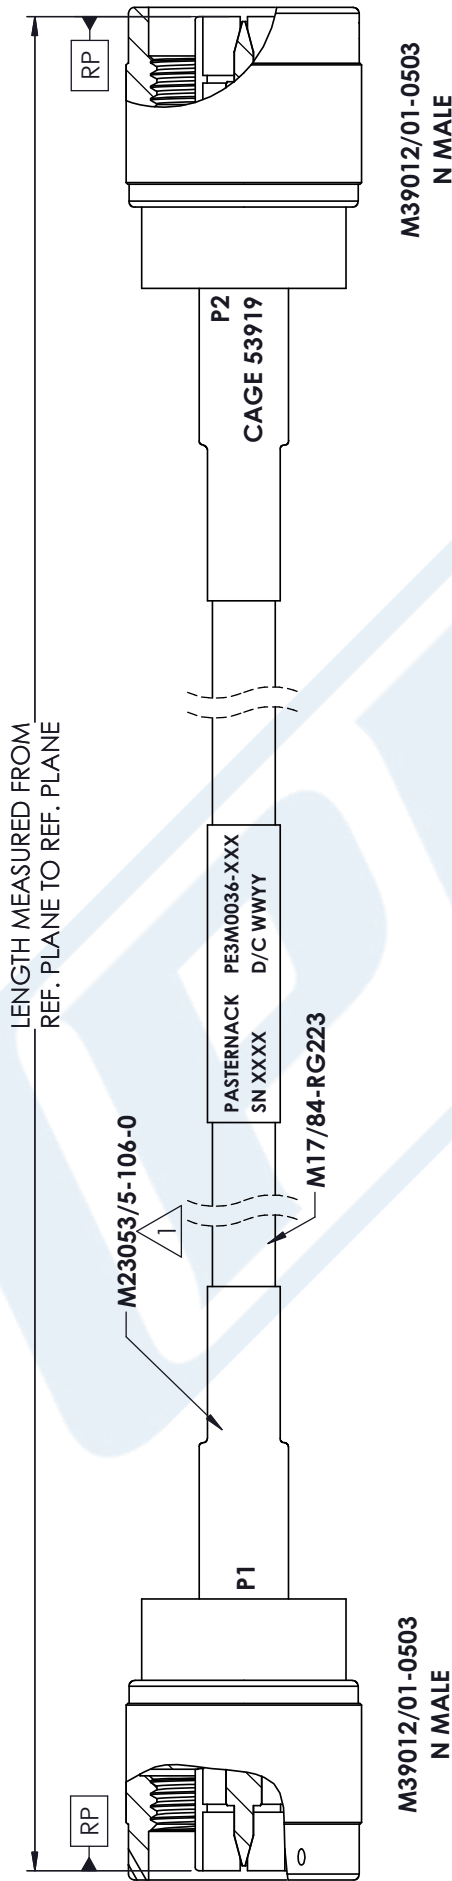 LENGTH MEASURED FROM
REF. PLANE TO REF. PLANE
RP
RP
M23053/5-106-0
1
P1
PASTERNACK PE3M0036-XXX
SN XXXX D/C WWYY
M17/84-RG223
P2
CAGE 53919
M39012/01-0503
N MALE
M39012/01-0503
N MALE